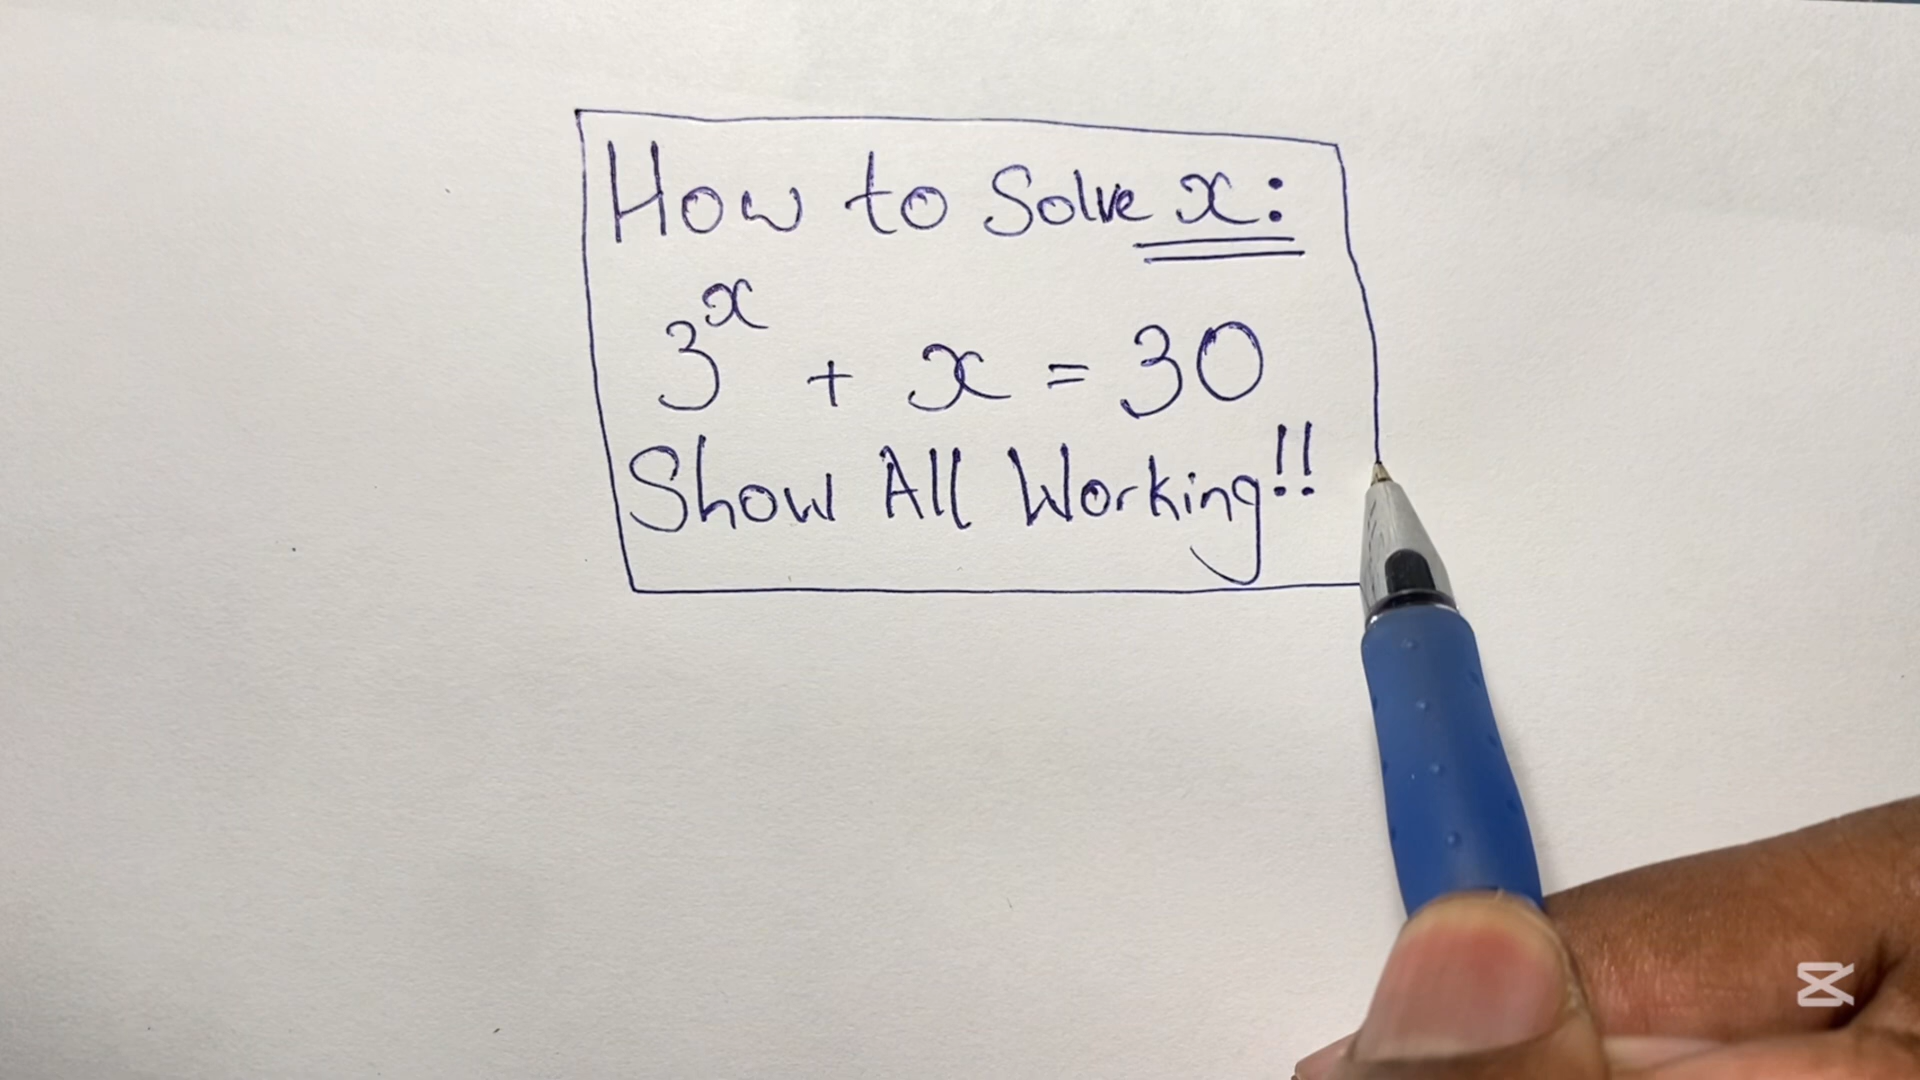 How to Solve x:
3^x + x = 30
Show All Working!!